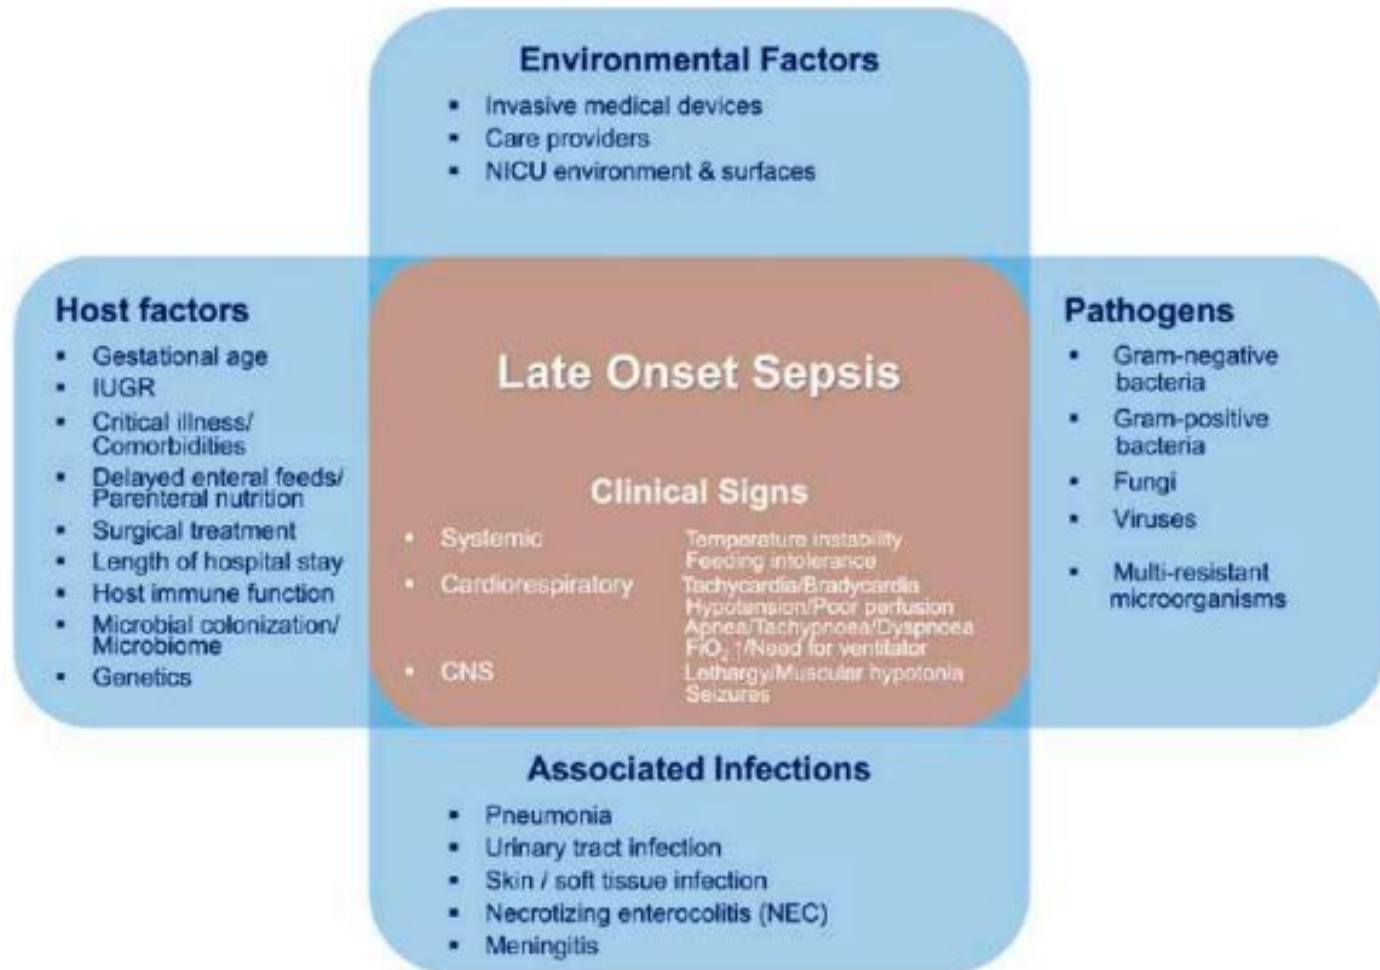 Environmental Factors
▪ Invasive medical devices
▪ Care providers
▪ NICU environment & surfaces
Host factors
▪ Gestational age
▪ IUGR
▪ Critical illness/
Comorbidities
▪ Delayed enteral feeds/
Parenteral nutrition
▪ Surgical treatment
▪ Length of hospital stay
▪ Host immune function
▪ Microbial colonization/
Microbiome
▪ Genetics
Late Onset Sepsis
Clinical Signs
▪ Systemic Temperature instability
Feeding intolerance
▪ Cardiorespiratory Tachycardia/Bradycardia
Hypotension/Poor perfusion
Apnea/Tachypnoea/Dyspnoea
FiO₂ ↑/Need for ventilator
▪ CNS Lethargy/Muscular hypotonia
Seizures
Pathogens
▪ Gram-negative
bacteria
▪ Gram-positive
bacteria
▪ Fungi
▪ Viruses
▪ Multi-resistant
microorganisms
Associated Infections
▪ Pneumonia
▪ Urinary tract infection
▪ Skin / soft tissue infection
▪ Necrotizing enterocolitis (NEC)
▪ Meningitis